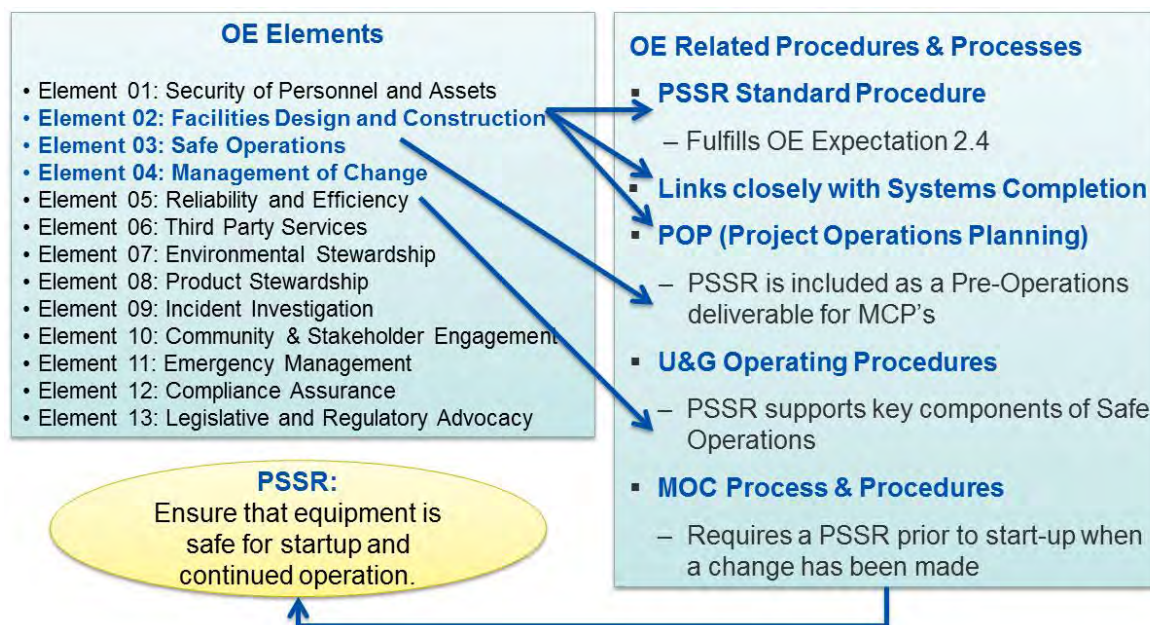 OE Elements
• Element 01: Security of Personnel and Assets
• Element 02: Facilities Design and Construction
• Element 03: Safe Operations
• Element 04: Management of Change
• Element 05: Reliability and Efficiency
• Element 06: Third Party Services
• Element 07: Environmental Stewardship
• Element 08: Product Stewardship
• Element 09: Incident Investigation
• Element 10: Community & Stakeholder Engagement
• Element 11: Emergency Management
• Element 12: Compliance Assurance
• Element 13: Legislative and Regulatory Advocacy
PSSR:
Ensure that equipment is
safe for startup and
continued operation.
OE Related Procedures & Processes
▪ PSSR Standard Procedure
– Fulfills OE Expectation 2.4
▪ Links closely with Systems Completion
▪ POP (Project Operations Planning)
– PSSR is included as a Pre-Operations
deliverable for MCP's
▪ U&G Operating Procedures
– PSSR supports key components of Safe
Operations
▪ MOC Process & Procedures
– Requires a PSSR prior to start-up when
a change has been made